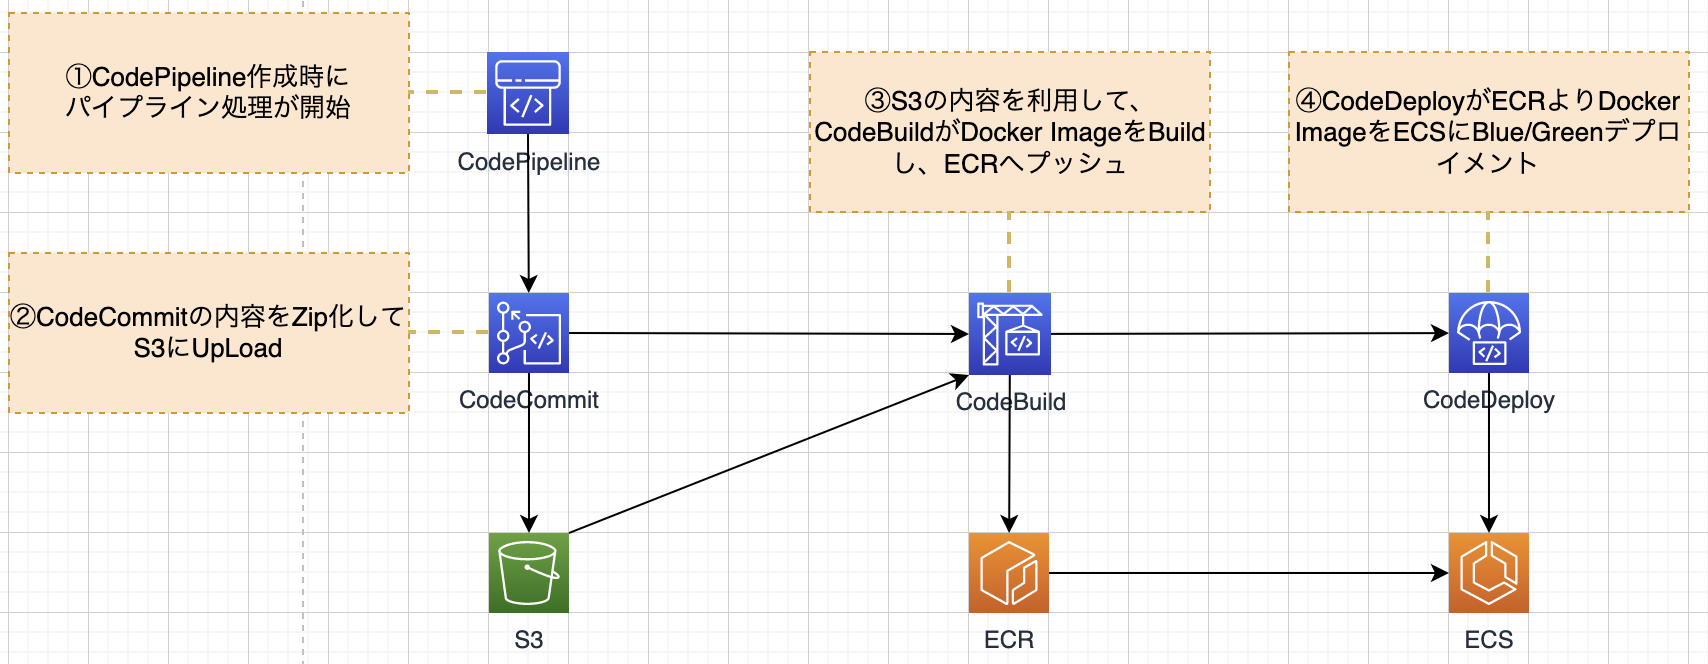 ①CodePipeline作成時に
パイプライン処理が開始
CodePipeline
③S3の内容を利用して、
CodeBuildがDocker ImageをBuild
し、ECRへプッシュ
④CodeDeployがECRよりDocker
ImageをECSにBlue/Greenデプロ
イメント
②CodeCommitの内容をZip化して
S3にUpLoad
CodeCommit
CodeBuild
CodeDeploy
S3
ECR
ECS